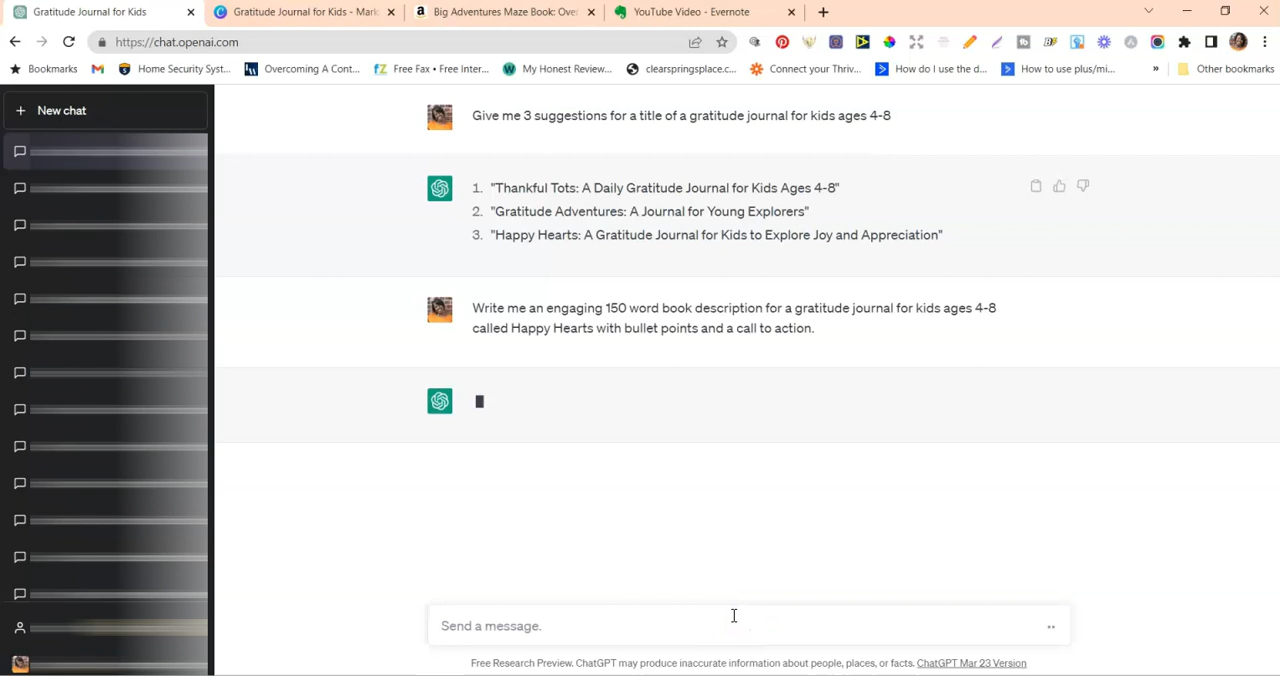 Gratitude Journal for Kids
Gratitude Journal for Kids - Mark
Big Adventures Maze Book: Over
YouTube Video - Evernote
https://chat.openai.com
Bookmarks
Home Security Syst...
Overcoming A Cont...
Free Fax • Free Inter...
My Honest Review...
clearspringsplace.c...
Connect your Thriv...
How do I use the d...
How to use plus/mi...
»
Other bookmarks
+ New chat
Give me 3 suggestions for a title of a gratitude journal for kids ages 4-8
1. "Thankful Tots: A Daily Gratitude Journal for Kids Ages 4-8"
2. "Gratitude Adventures: A Journal for Young Explorers"
3. "Happy Hearts: A Gratitude Journal for Kids to Explore Joy and Appreciation"
Write me an engaging 150 word book description for a gratitude journal for kids ages 4-8
called Happy Hearts with bullet points and a call to action.
Send a message.
Free Research Preview. ChatGPT may produce inaccurate information about people, places, or facts. ChatGPT Mar 23 Version